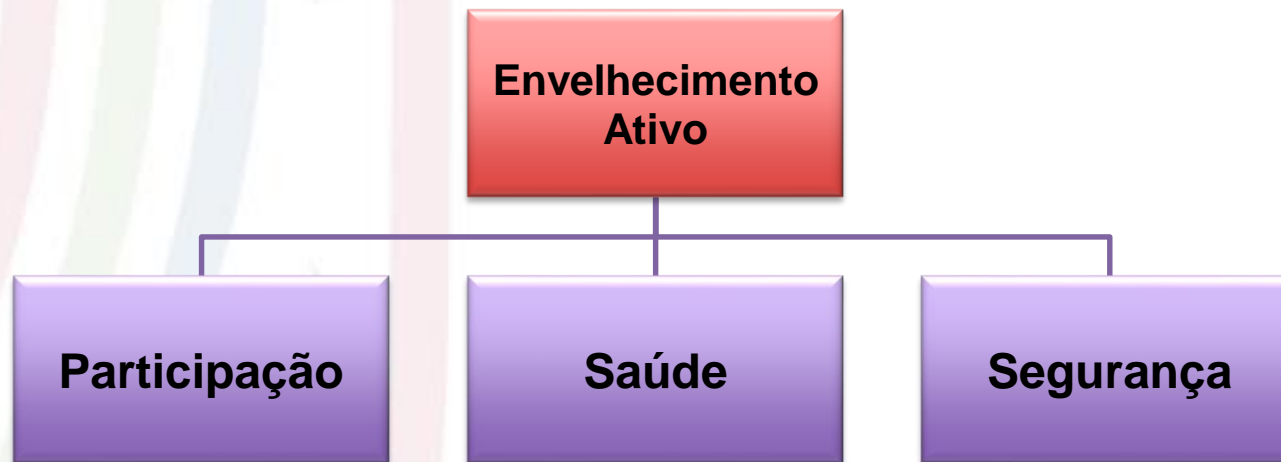 Envelhecimento
Ativo
Participação
Saúde
Segurança